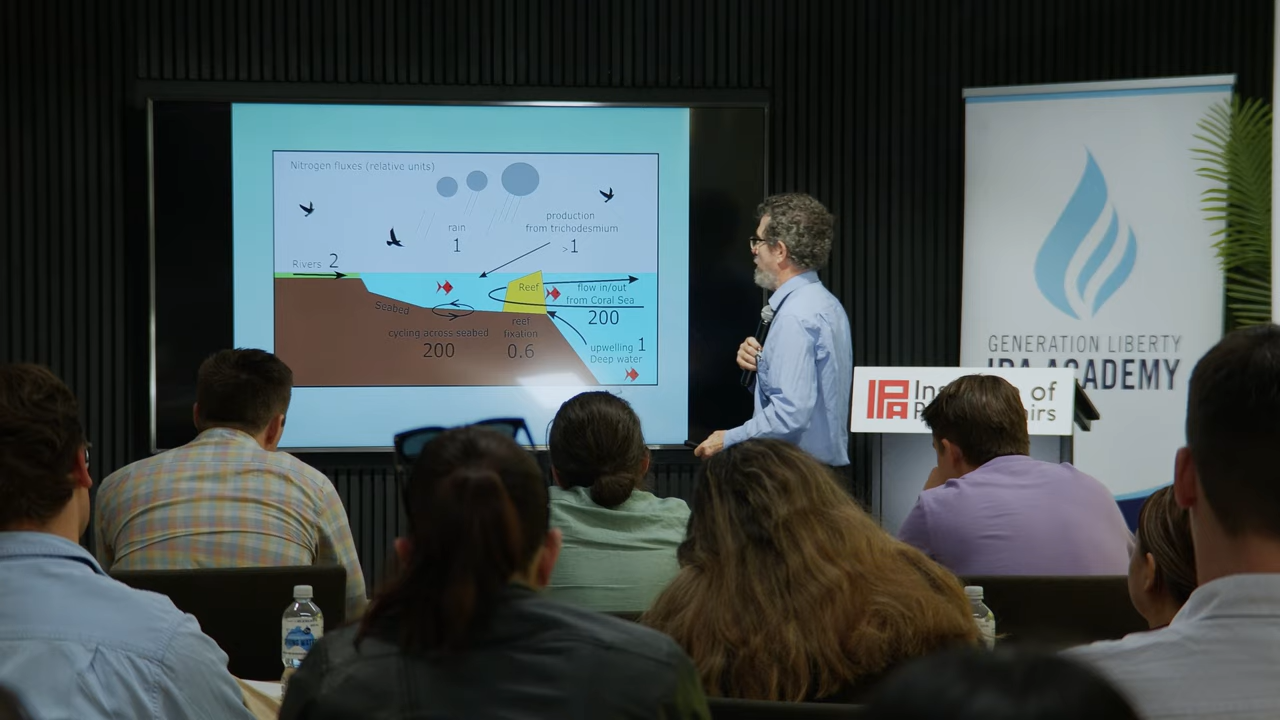 Nitrogen fluxes (relative units)
rain
1
production
from trichodesmium
>1
Rivers 2
Reef
flow in/out
from Coral Sea
200
Seabed
cycling across seabed
200
reef
fixation
0.6
upwelling 1
Deep water
GENERATION LIBERTY
IPA ACADEMY
IPA
of